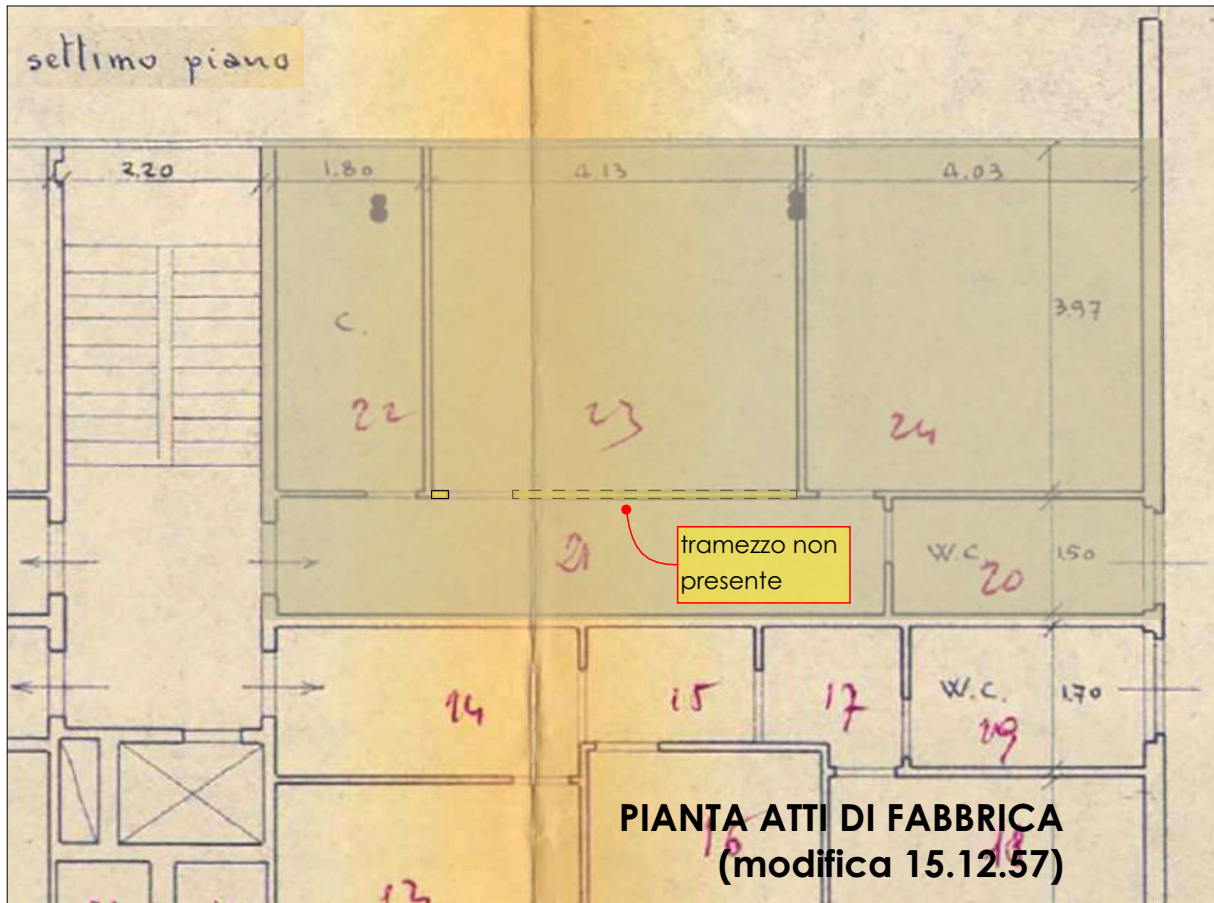 settimo piano
2.20
1.80
4.13
4.03
3.97
C.
22
23
24
21
tramezzo non
presente
W.C.
20
1.50
14
15
17
W.C.
19
1.70
PIANTA ATTI DI FABBRICA
(modifica 15.12.57)
16
18
13